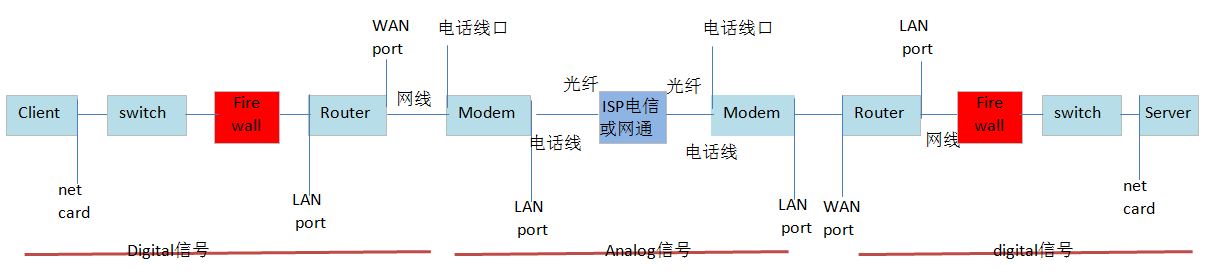 WAN
port
电话线口
电话线口
LAN
port
网线
光纤
光纤
Client
switch
Fire
wall
Router
Modem
ISP电信
或网通
Modem
Router
Fire
wall
switch
Server
电话线
电话线
网线
net
card
LAN
port
LAN
port
LAN
port
WAN
port
net
card
Digital信号
Analog信号
digital信号